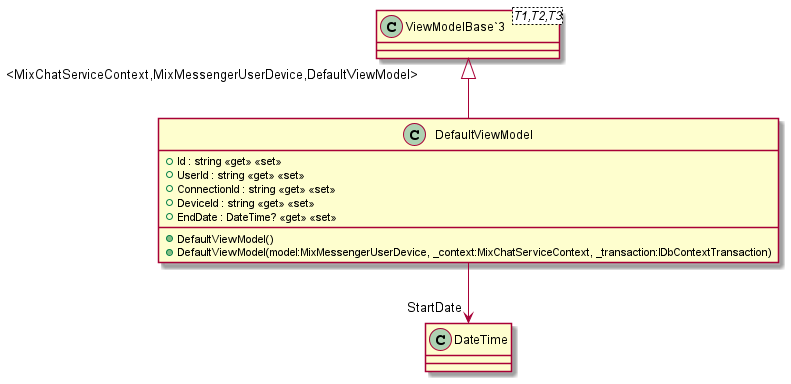 C ViewModelBase`3 T1,T2,T3
<MixChatServiceContext,MixMessengerUserDevice,DefaultViewModel>
C DefaultViewModel
Id : string «get» «set»
UserId : string «get» «set»
ConnectionId : string «get» «set»
DeviceId : string «get» «set»
EndDate : DateTime? «get» «set»
DefaultViewModel()
DefaultViewModel(model:MixMessengerUserDevice, _context:MixChatServiceContext, _transaction:IDbContextTransaction)
StartDate
C DateTime